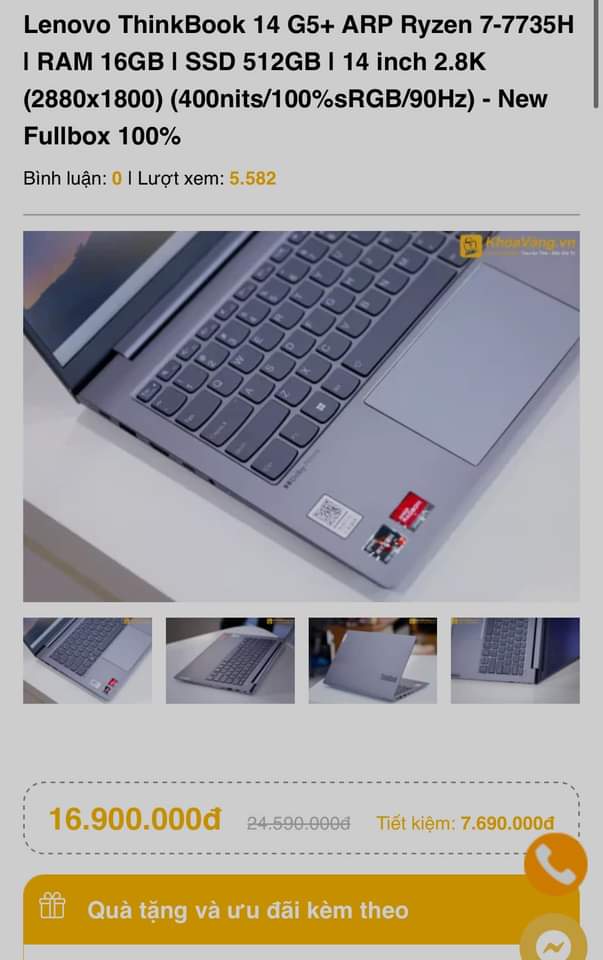 Lenovo ThinkBook 14 G5+ ARP Ryzen 7-7735H
| RAM 16GB | SSD 512GB | 14 inch 2.8K
(2880x1800) (400nits/100%sRGB/90Hz) - New
Fullbox 100%
Bình luận: 0 | Lượt xem: 5.582
KhoaVang.vn
16.900.000đ 24.590.000đ Tiết kiệm: 7.690.000đ
Quà tặng và ưu đãi kèm theo